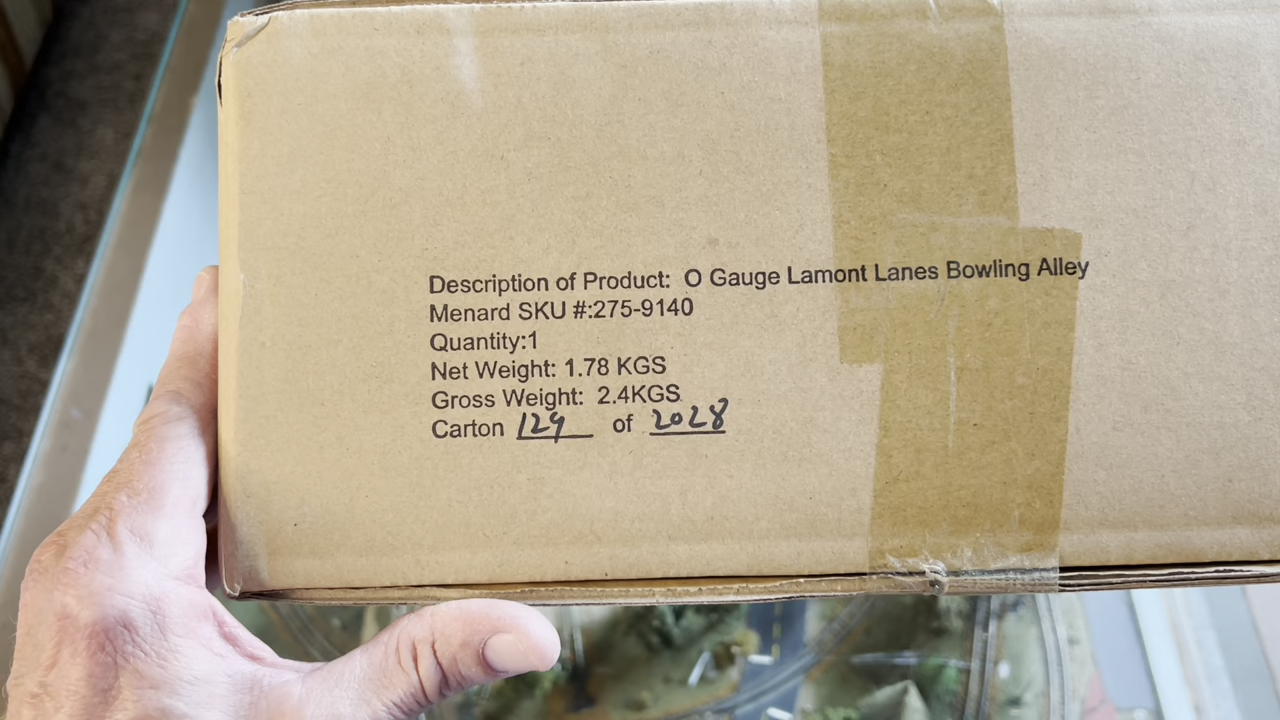 Description of Product: O Gauge Lamont Lanes Bowling Alley
Menard SKU #:275-9140
Quantity:1
Net Weight: 1.78 KGS
Gross Weight: 2.4KGS
Carton 129 of 2028